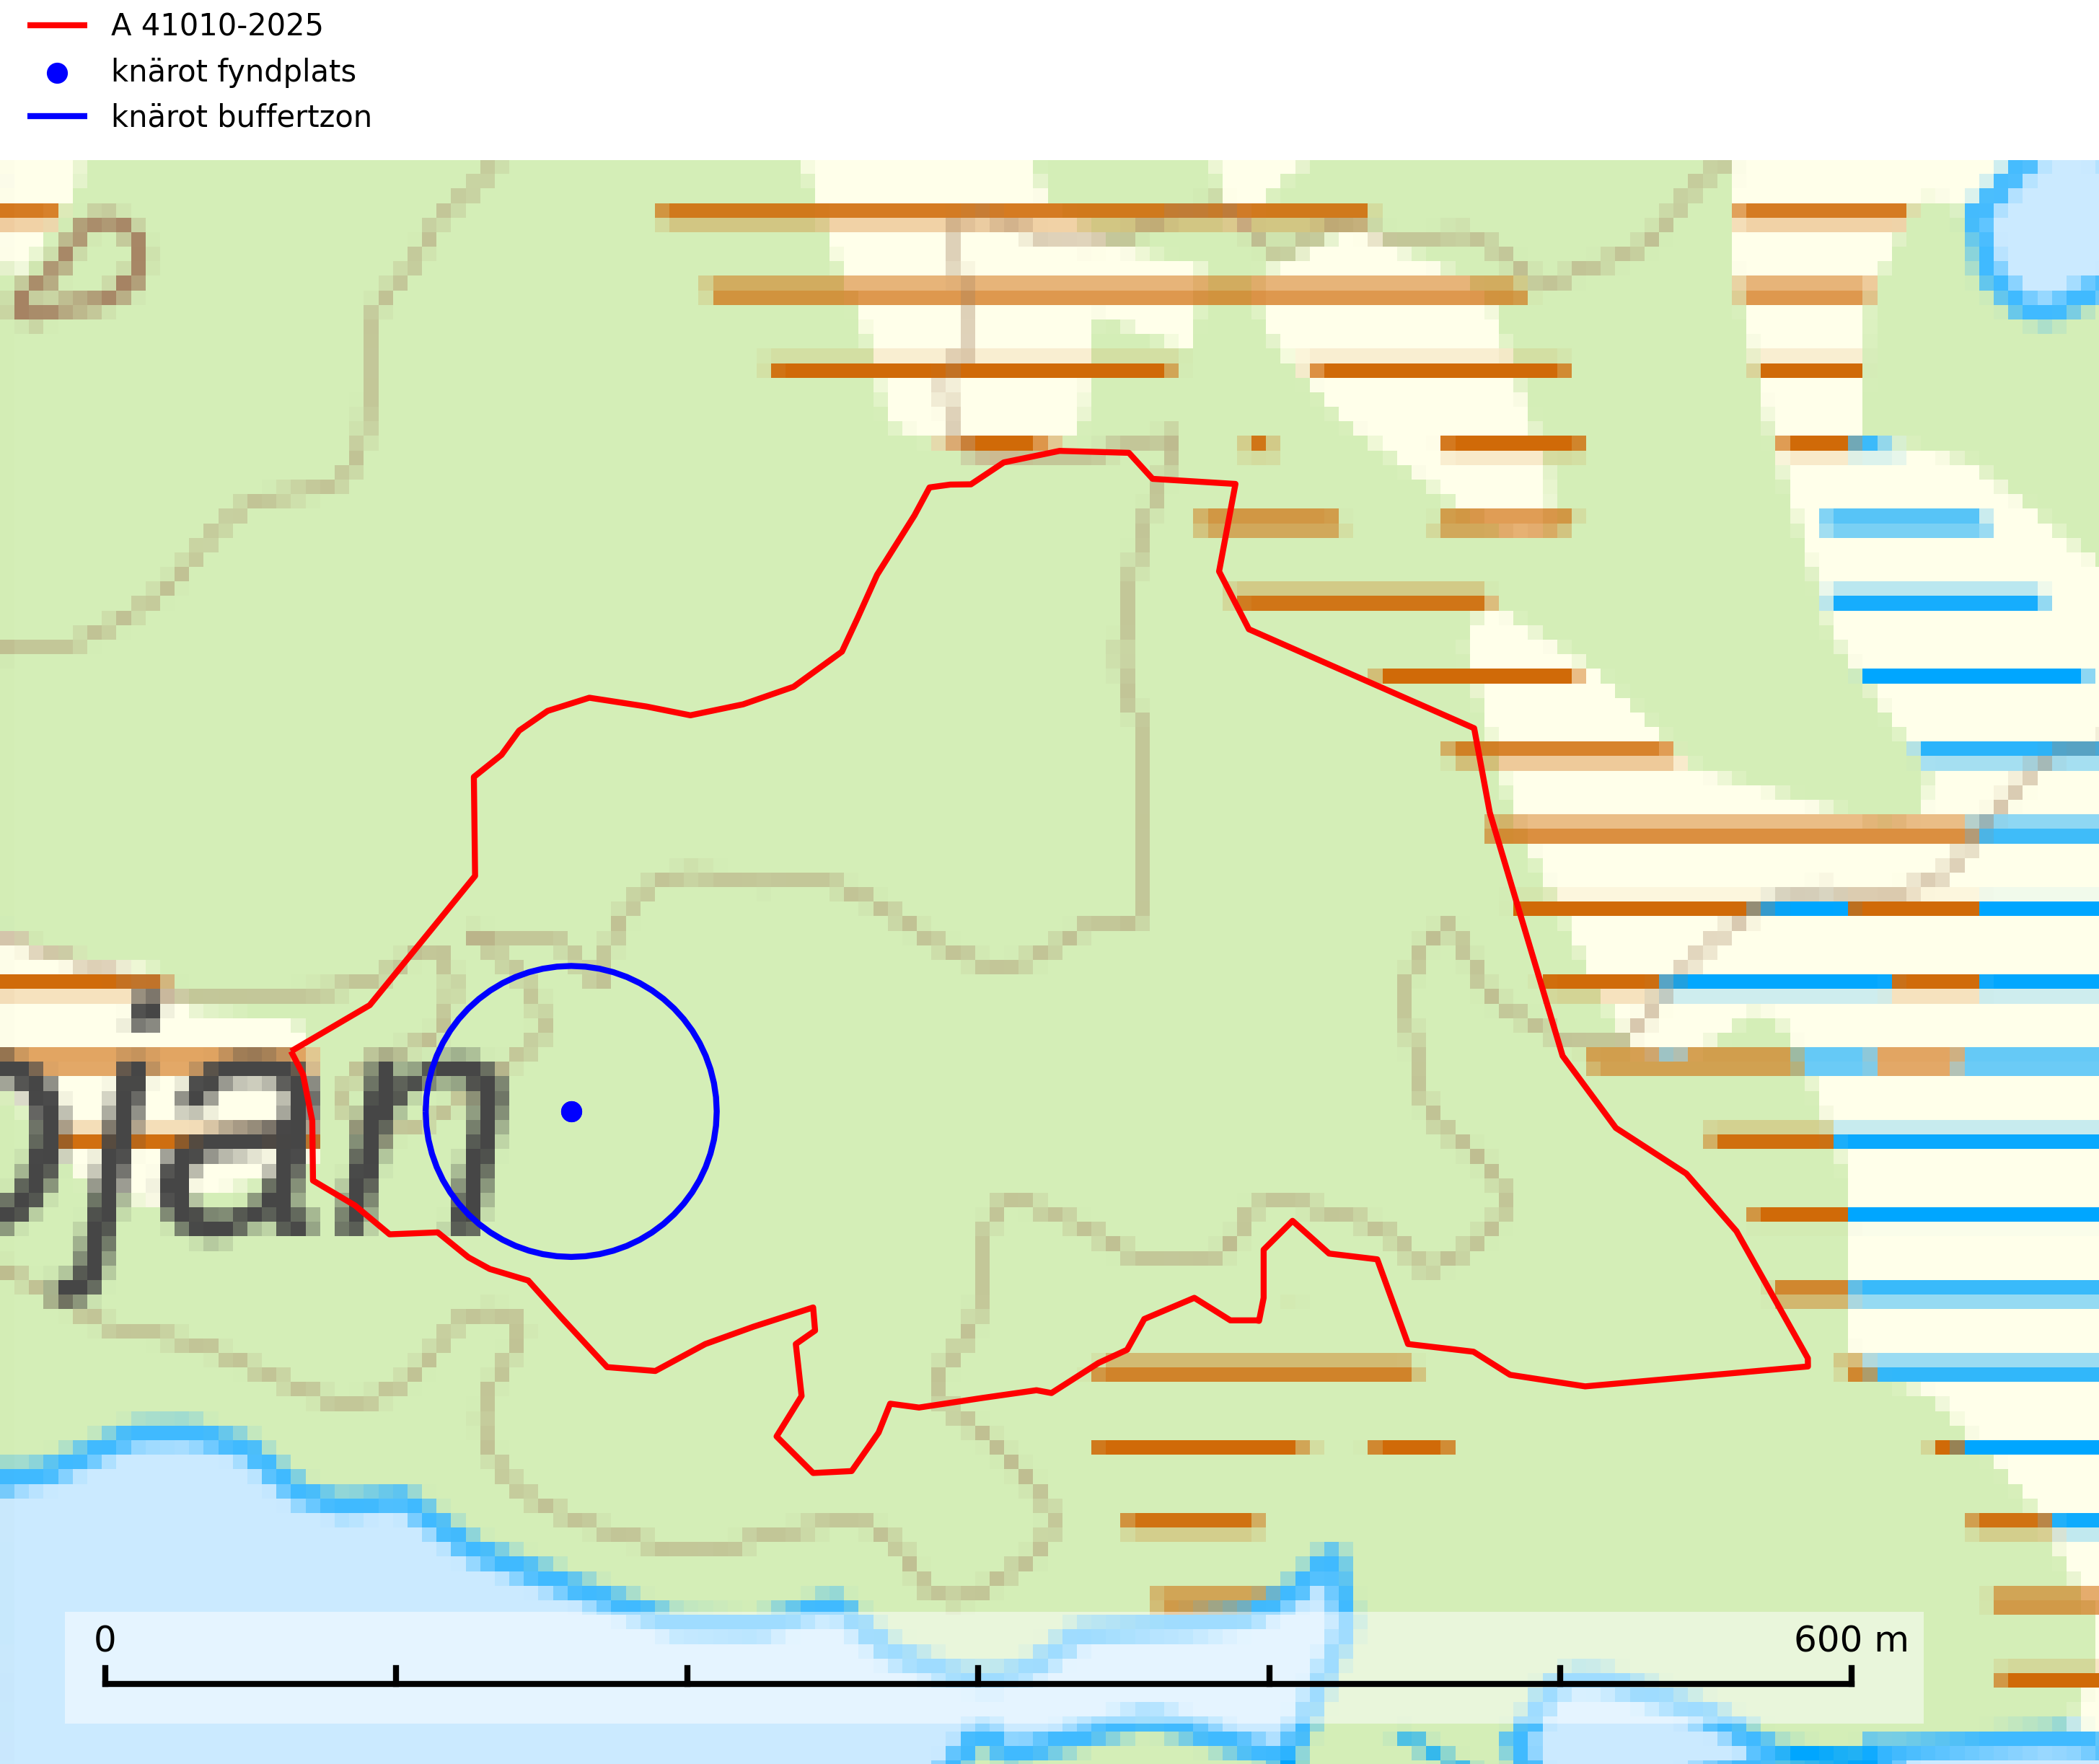 A 41010-2025
knärot fyndplats
knärot buffertzon
0
600 m